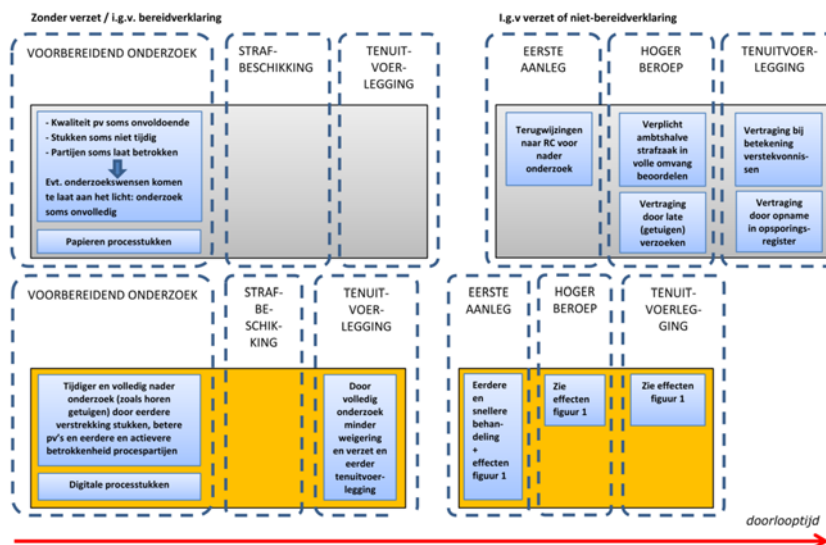 Zonder verzet / i.g.v. bereidverklaring
I.g.v verzet of niet-bereidverklaring
VOORBEREIDEND ONDERZOEK
STRAF-
BESCHIKKING
TENUIT-
VOER-
LEGGING
EERSTE
AANLEG
HOGER
BEROEP
TENUITVOER-
LEGGING
- Kwaliteit pv soms onvoldoende
- Stukken soms niet tijdig
- Partijen soms laat betrokken
Evt. onderzoekswensen komen
te laat aan het licht: onderzoek
soms onvolledig
Papieren processtukken
Terugwijzingen
naar RC voor
nader
onderzoek
Verplicht
ambtshalve
strafzaak in
volle omvang
beoordelen
Vertraging
door late
(getuigen)
verzoeken
Vertraging bij
betekening
verstekvonnis-
sen
Vertraging
door opname
in opsporings-
register
VOORBEREIDEND ONDERZOEK
STRAF-
BE-
SCHIK-
KING
TENUIT-
VOER-
LEGGING
EERSTE
AANLEG
HOGER
BEROEP
TENUIT-
VOERLEG-
GING
Tijdiger en volledig nader
onderzoek (zoals horen
getuigen) door eerdere
verstrekking stukken, betere
pv's en eerdere en actievere
betrokkenheid procespartijen
Digitale processtukken
Door
volledig
onderzoek
minder
weigering
en verzet en
eerder
tenuitvoer-
legging
Eerdere
en
snellere
behan-
deling
+
effecten
figuur 1
Zie
effecten
figuur 1
Zie effecten
figuur 1
doorlooptijd